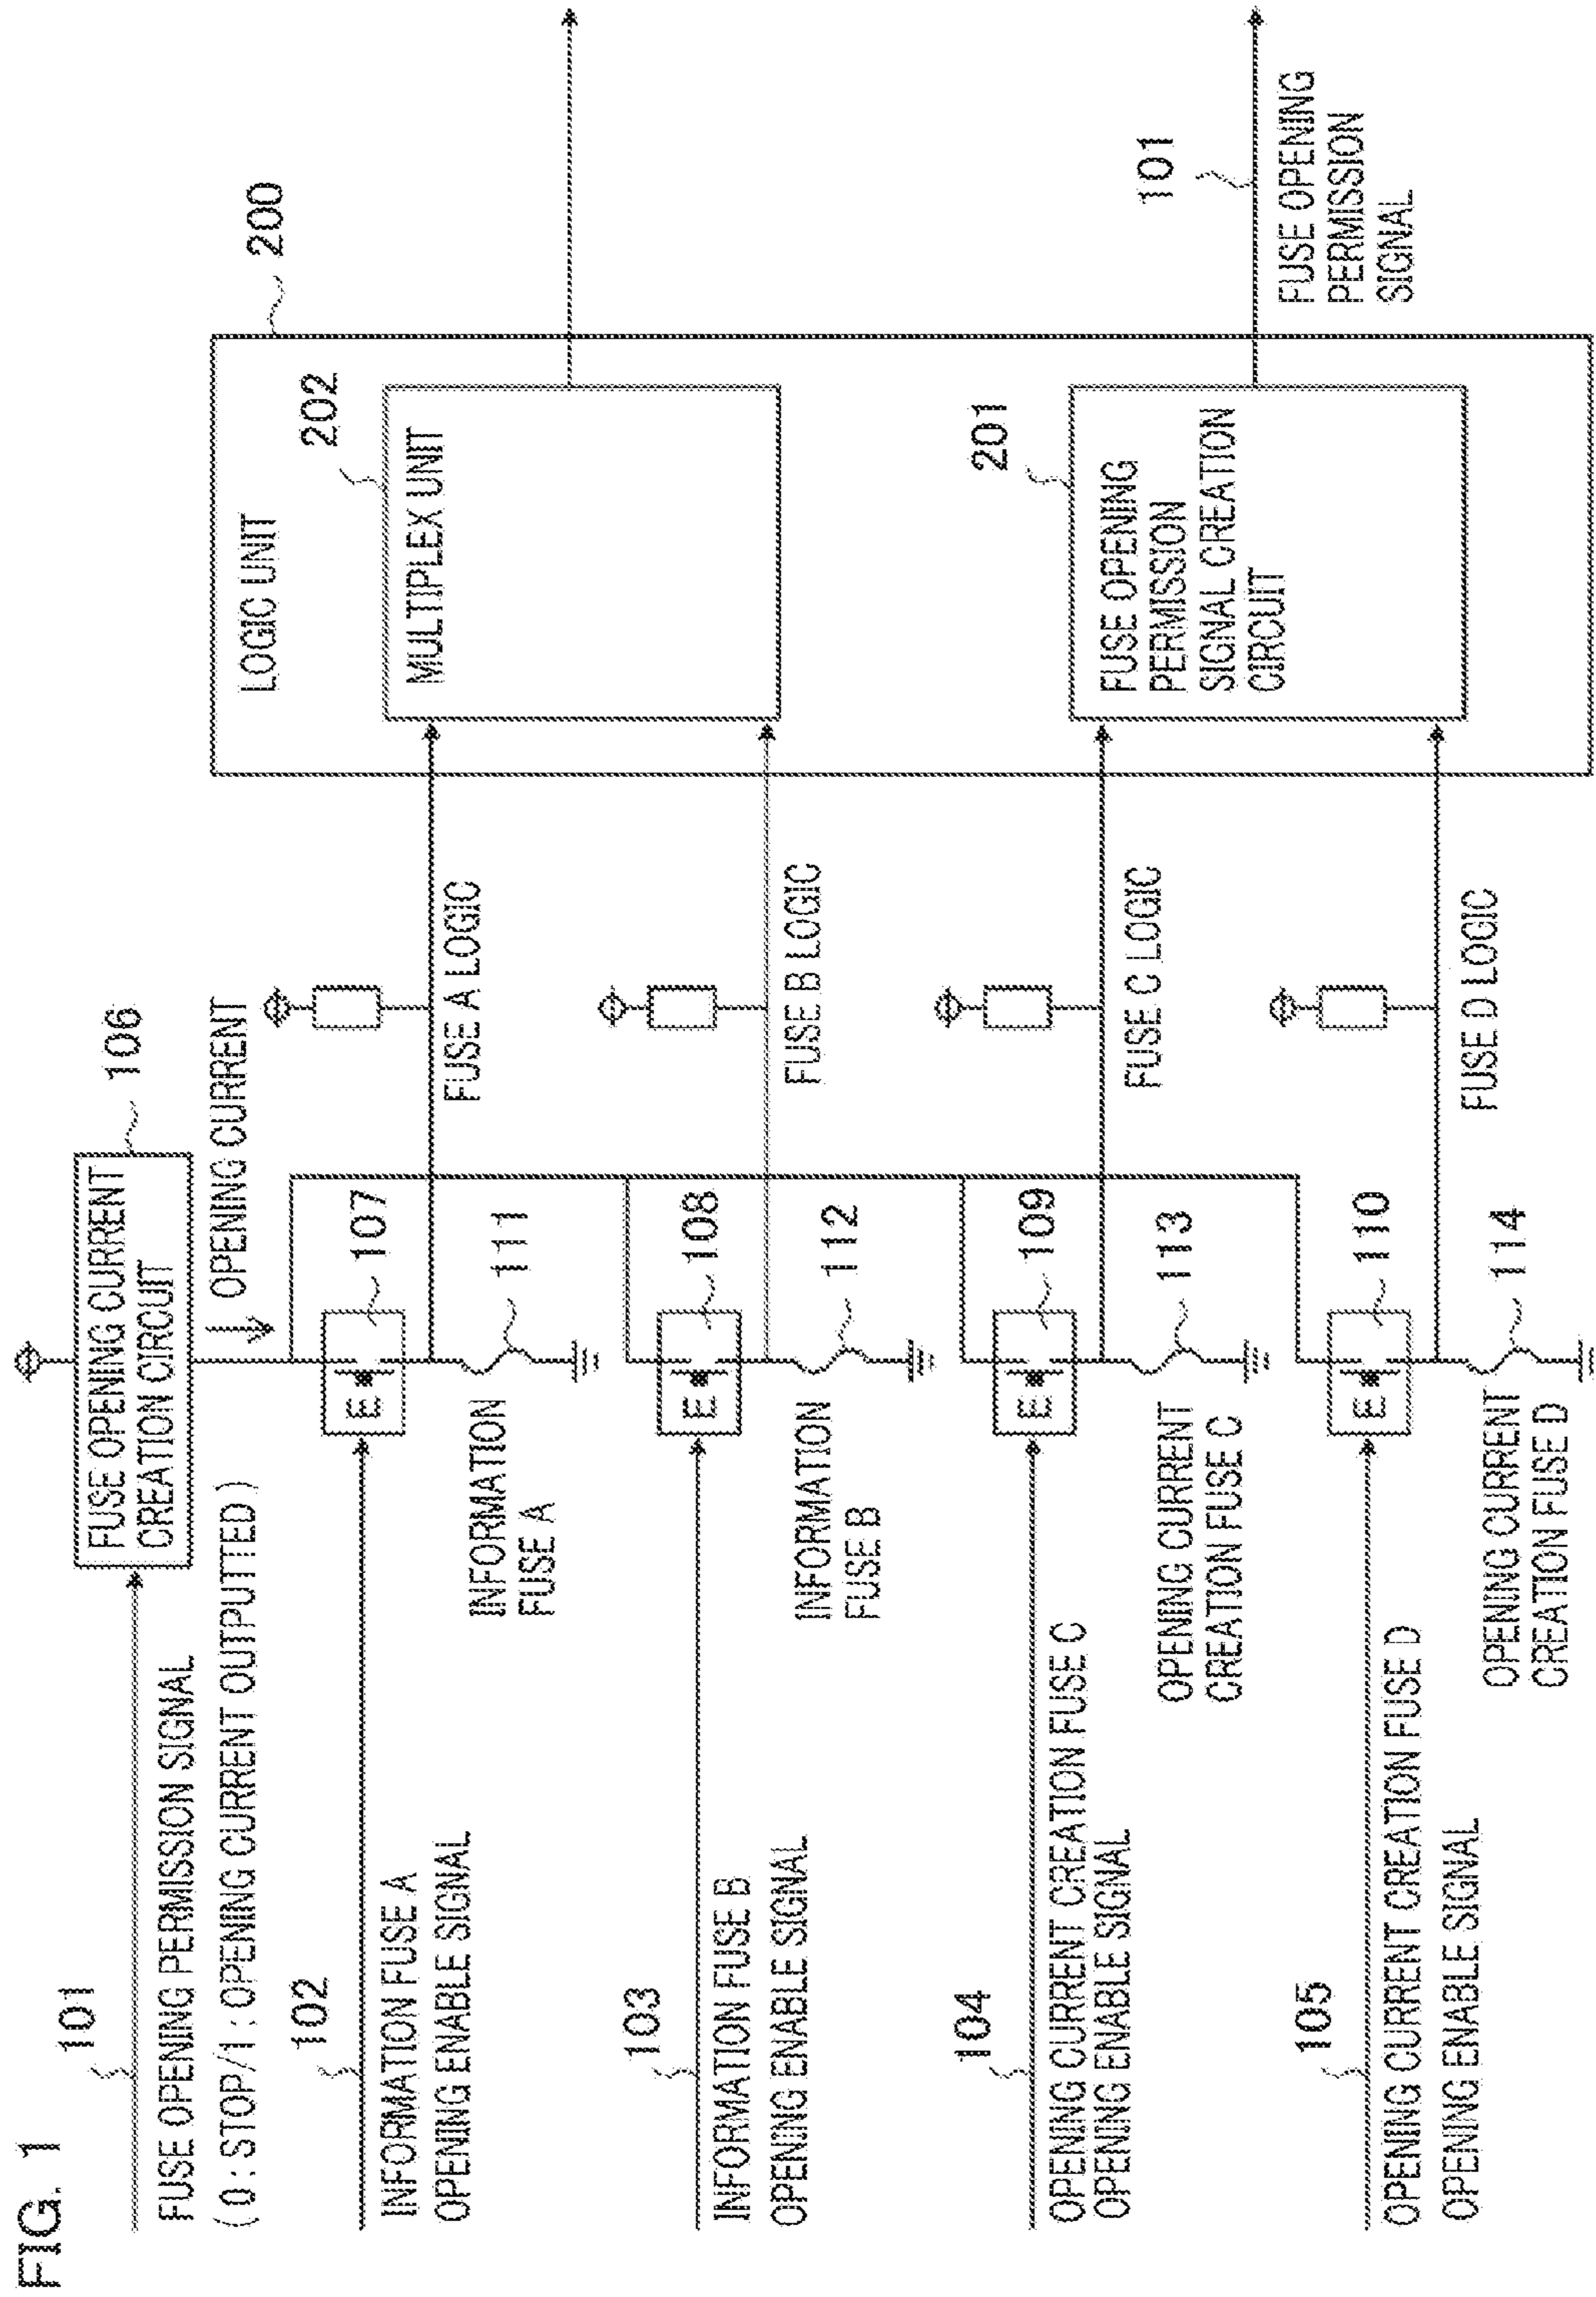 FIG. 1
101
FUSE OPENING PERMISSION SIGNAL
( 0 : STOP/1 : OPENING CURRENT OUTPUTTED )
FUSE OPENING CURRENT
CREATION CIRCUIT
106
OPENING CURRENT
102
INFORMATION FUSE A
OPENING ENABLE SIGNAL
E
107
INFORMATION
FUSE A
111
FUSE A LOGIC
103
INFORMATION FUSE B
OPENING ENABLE SIGNAL
E
108
INFORMATION
FUSE B
112
FUSE B LOGIC
104
OPENING CURRENT CREATION FUSE C
OPENING ENABLE SIGNAL
E
109
OPENING CURRENT
CREATION FUSE C
113
FUSE C LOGIC
105
OPENING CURRENT CREATION FUSE D
OPENING ENABLE SIGNAL
E
110
OPENING CURRENT
CREATION FUSE D
114
FUSE D LOGIC
LOGIC UNIT
200
202
MULTIPLEX UNIT
201
FUSE OPENING
PERMISSION
SIGNAL CREATION
CIRCUIT
101
FUSE OPENING
PERMISSION
SIGNAL